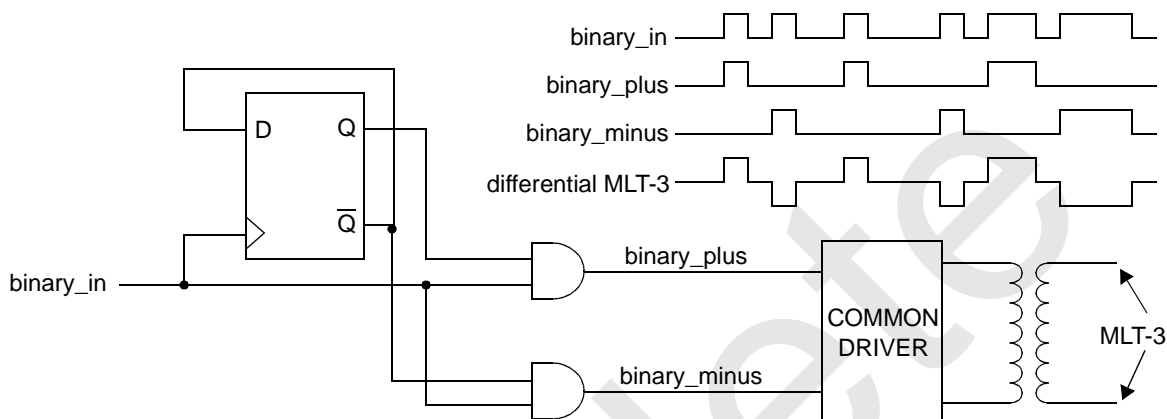 binary_in
binary_plus
binary_minus
differential MLT-3
D Q
Q
binary_in
binary_plus
binary_minus
COMMON
DRIVER
MLT-3